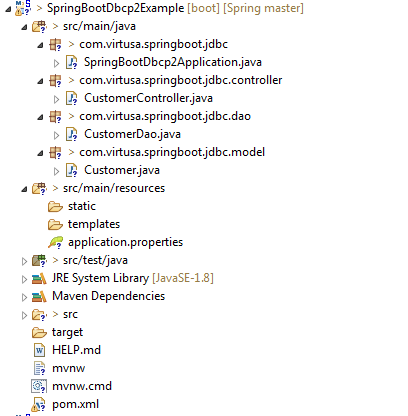 > SpringBootDbcp2Example [boot] [Spring master]
> src/main/java
> com.virtusa.springboot.jdbc
> SpringBootDbcp2Application.java
> com.virtusa.springboot.jdbc.controller
CustomerController.java
> com.virtusa.springboot.jdbc.dao
CustomerDao.java
> com.virtusa.springboot.jdbc.model
Customer.java
> src/main/resources
static
templates
application.properties
> src/test/java
JRE System Library [JavaSE-1.8]
Maven Dependencies
> src
target
HELP.md
mvnw
mvnw.cmd
pom.xml